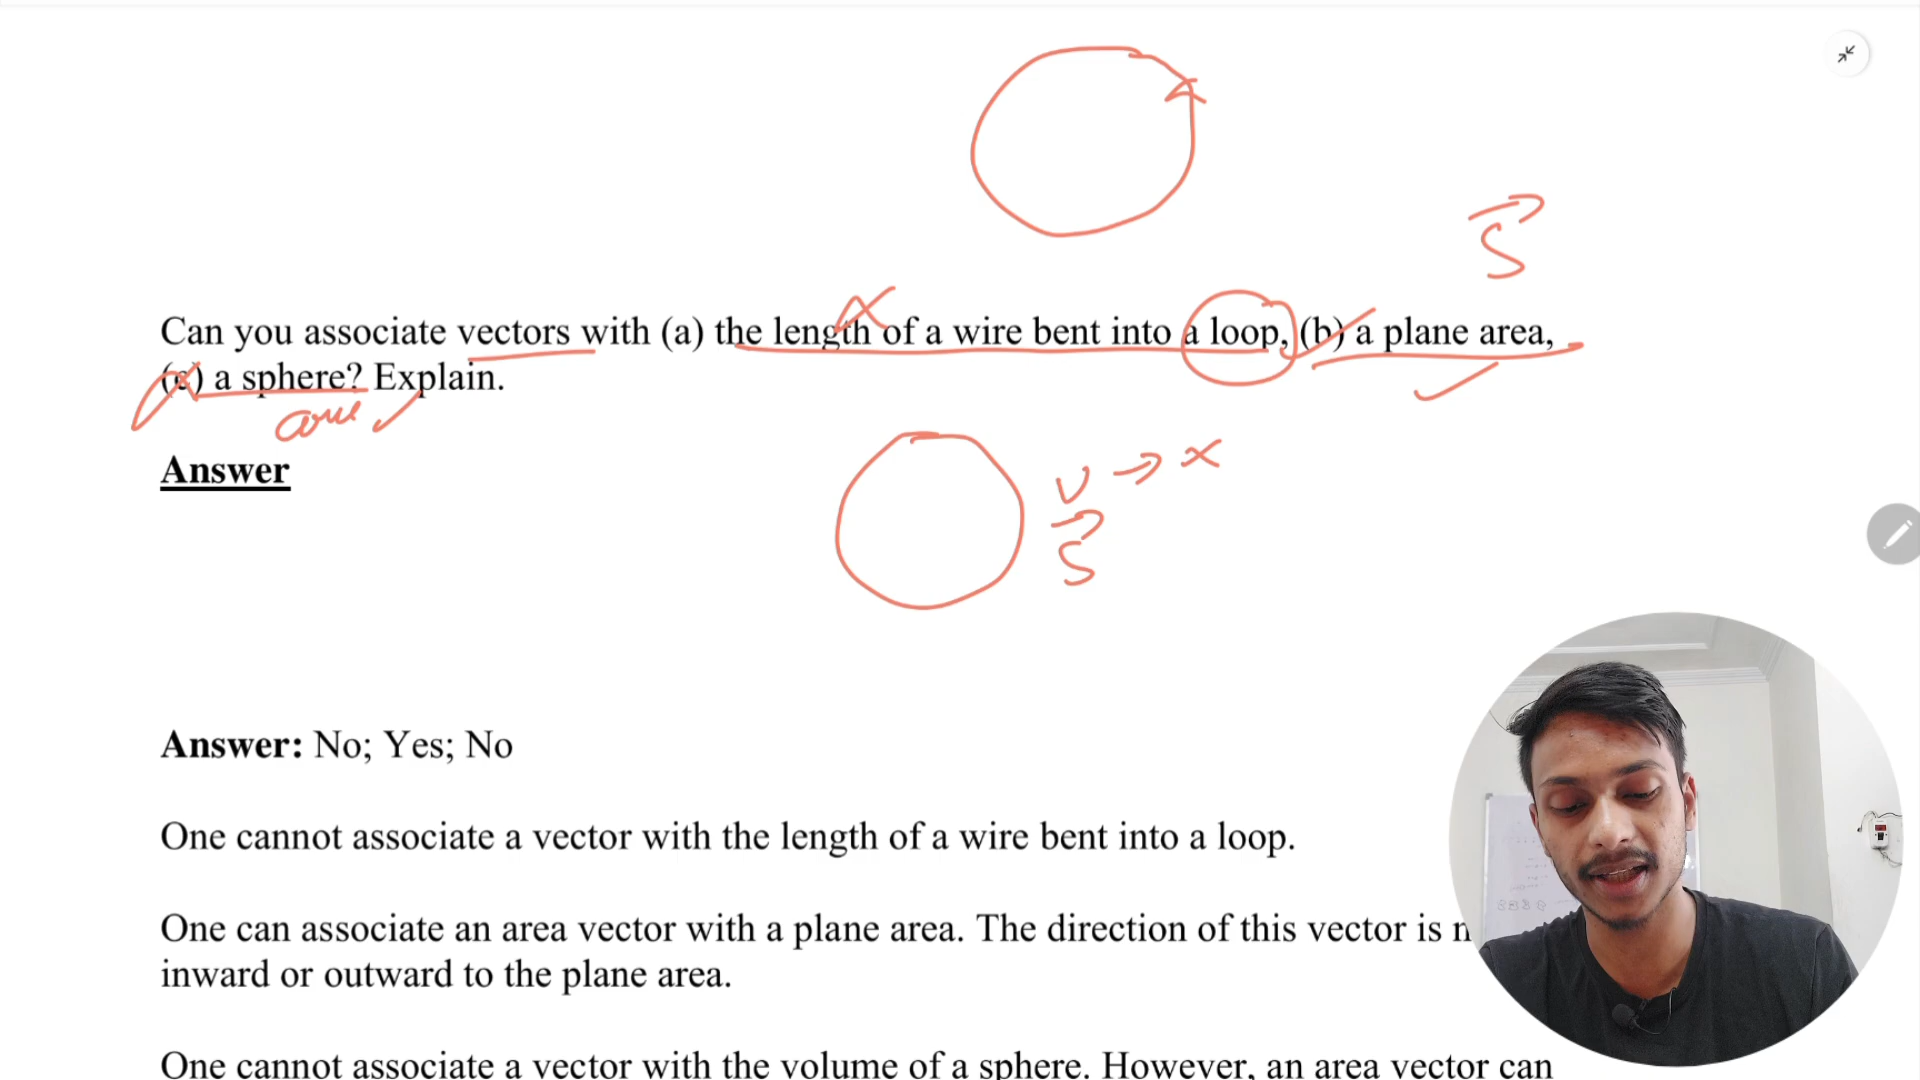 S
Can you associate vectors with (a) the length of a wire bent into a loop, (b) a plane area,
(c) a sphere? Explain.
Answer
V → x
S
Answer: No; Yes; No
One cannot associate a vector with the length of a wire bent into a loop.
One can associate an area vector with a plane area. The direction of this vector is
inward or outward to the plane area.
One cannot associate a vector with the volume of a sphere. However, an area vector can